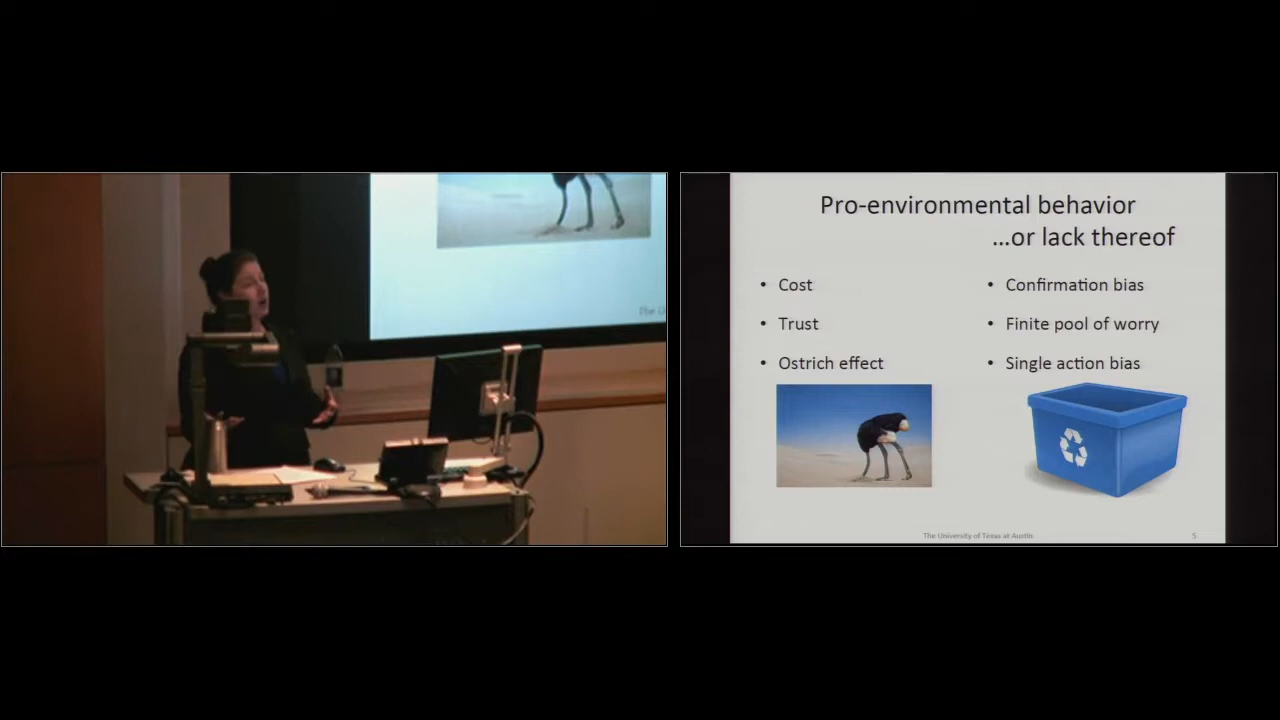 Pro-environmental behavior
...or lack thereof
• Cost
• Trust
• Ostrich effect
• Confirmation bias
• Finite pool of worry
• Single action bias
The University of Texas at Austin
5
The U